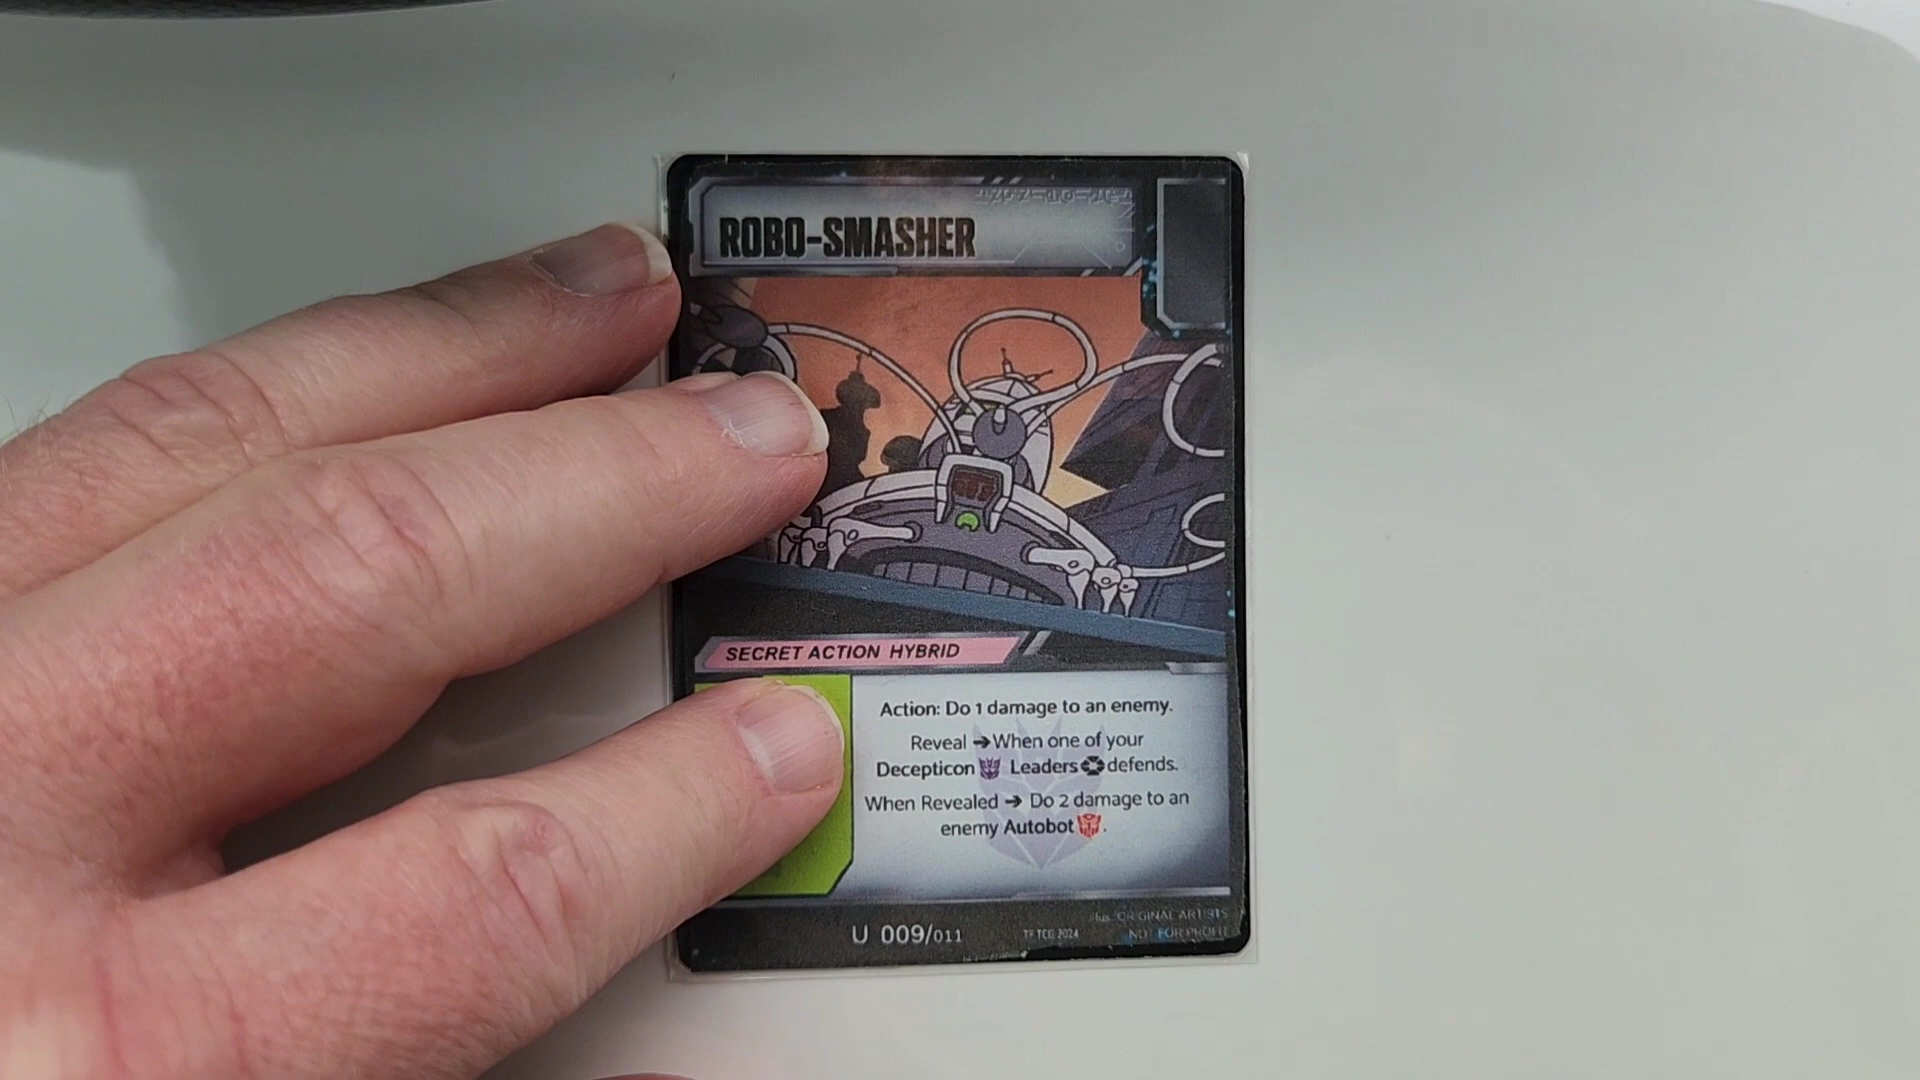 ROBO-SMASHER
SECRET ACTION HYBRID
Action: Do 1 damage to an enemy.
Reveal ➔ When one of your
Decepticon Leaders defends.
When Revealed ➔ Do 2 damage to an
enemy Autobot.
Illus. ORIGINAL ARTISTS
U 009/011 TF TCG 2024 NOT FOR PROFIT